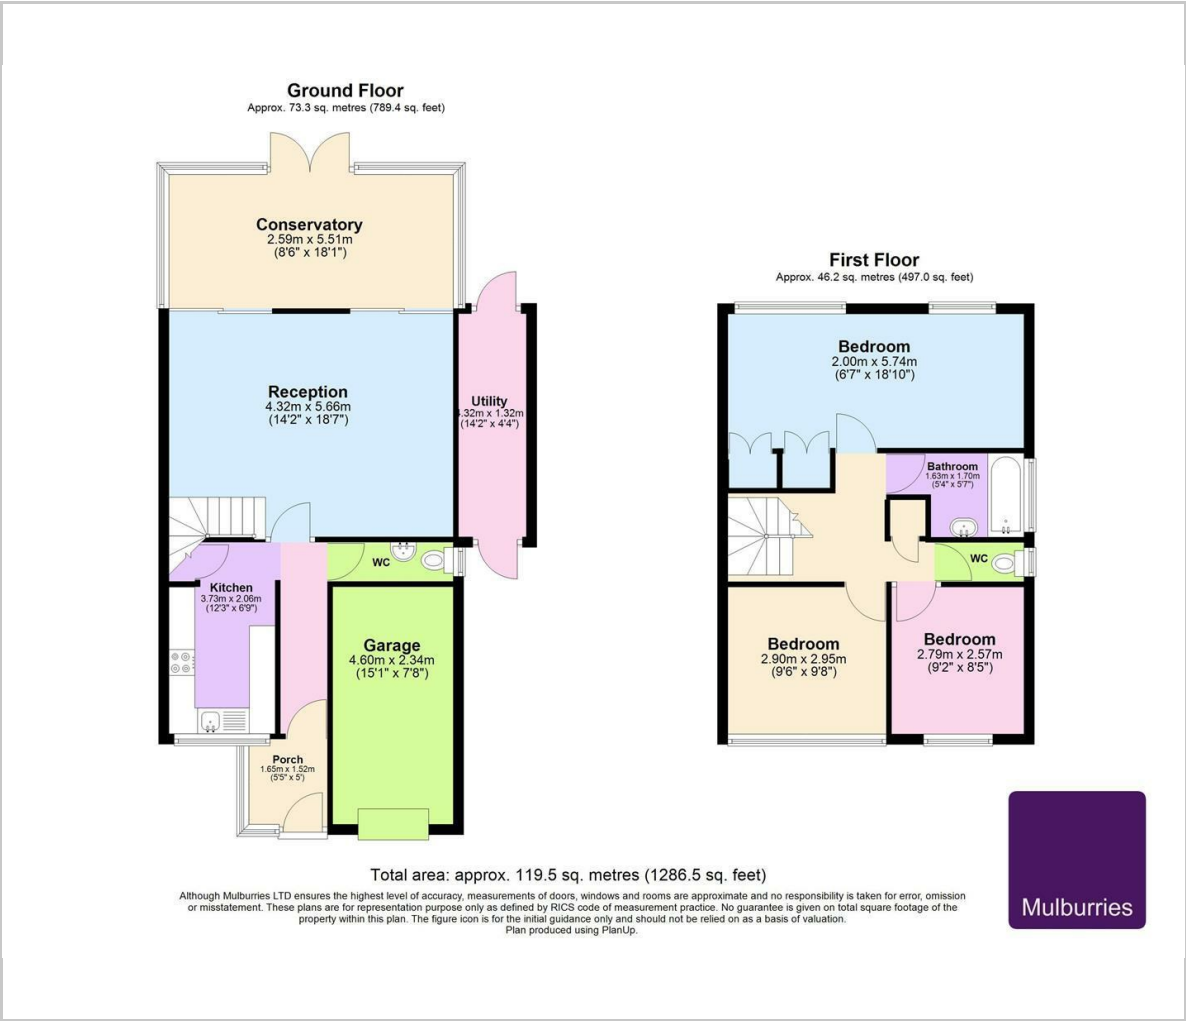 Ground Floor
Approx. 73.3 sq. metres (789.4 sq. feet)
Conservatory
2.59m x 5.51m
(8'6" x 18'1")
Reception
4.32m x 5.66m
(14'2" x 18'7")
Utility
4.32m x 1.32m
(14'2" x 4'4")
WC
Kitchen
3.73m x 2.06m
(12'3" x 6'9")
Garage
4.60m x 2.34m
(15'1" x 7'8")
Porch
1.65m x 1.52m
(5'5" x 5')
First Floor
Approx. 46.2 sq. metres (497.0 sq. feet)
Bedroom
2.00m x 5.74m
(6'7" x 18'10")
Bathroom
1.63m x 1.70m
(5'4" x 5'7")
WC
Bedroom
2.90m x 2.95m
(9'6" x 9'8")
Bedroom
2.79m x 2.57m
(9'2" x 8'5")
Total area: approx. 119.5 sq. metres (1286.5 sq. feet)
Although Mulburries LTD ensures the highest level of accuracy, measurements of doors, windows and rooms are approximate and no responsibility is taken for error, omission
or misstatement. These plans are for representation purpose only as defined by RICS code of measurement practice. No guarantee is given on total square footage of the
property within this plan. The figure icon is for the initial guidance only and should not be relied on as a basis of valuation.
Plan produced using PlanUp.
Mulburries